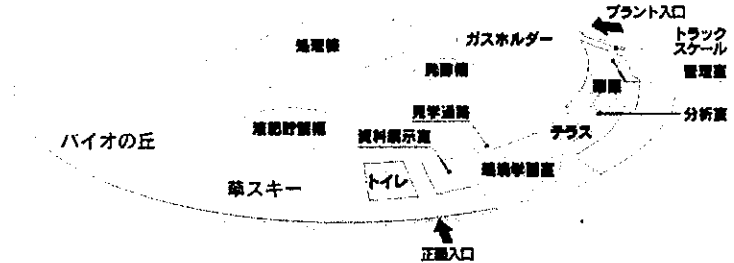 プラント入口
処理棟
ガスホルダー
トラック
スケール
発酵槽
管理室
車庫
見学通路
分析室
液肥貯留槽
テラス
資料展示室
バイオの丘
環境学習室
トイレ
草スキー
正面入口